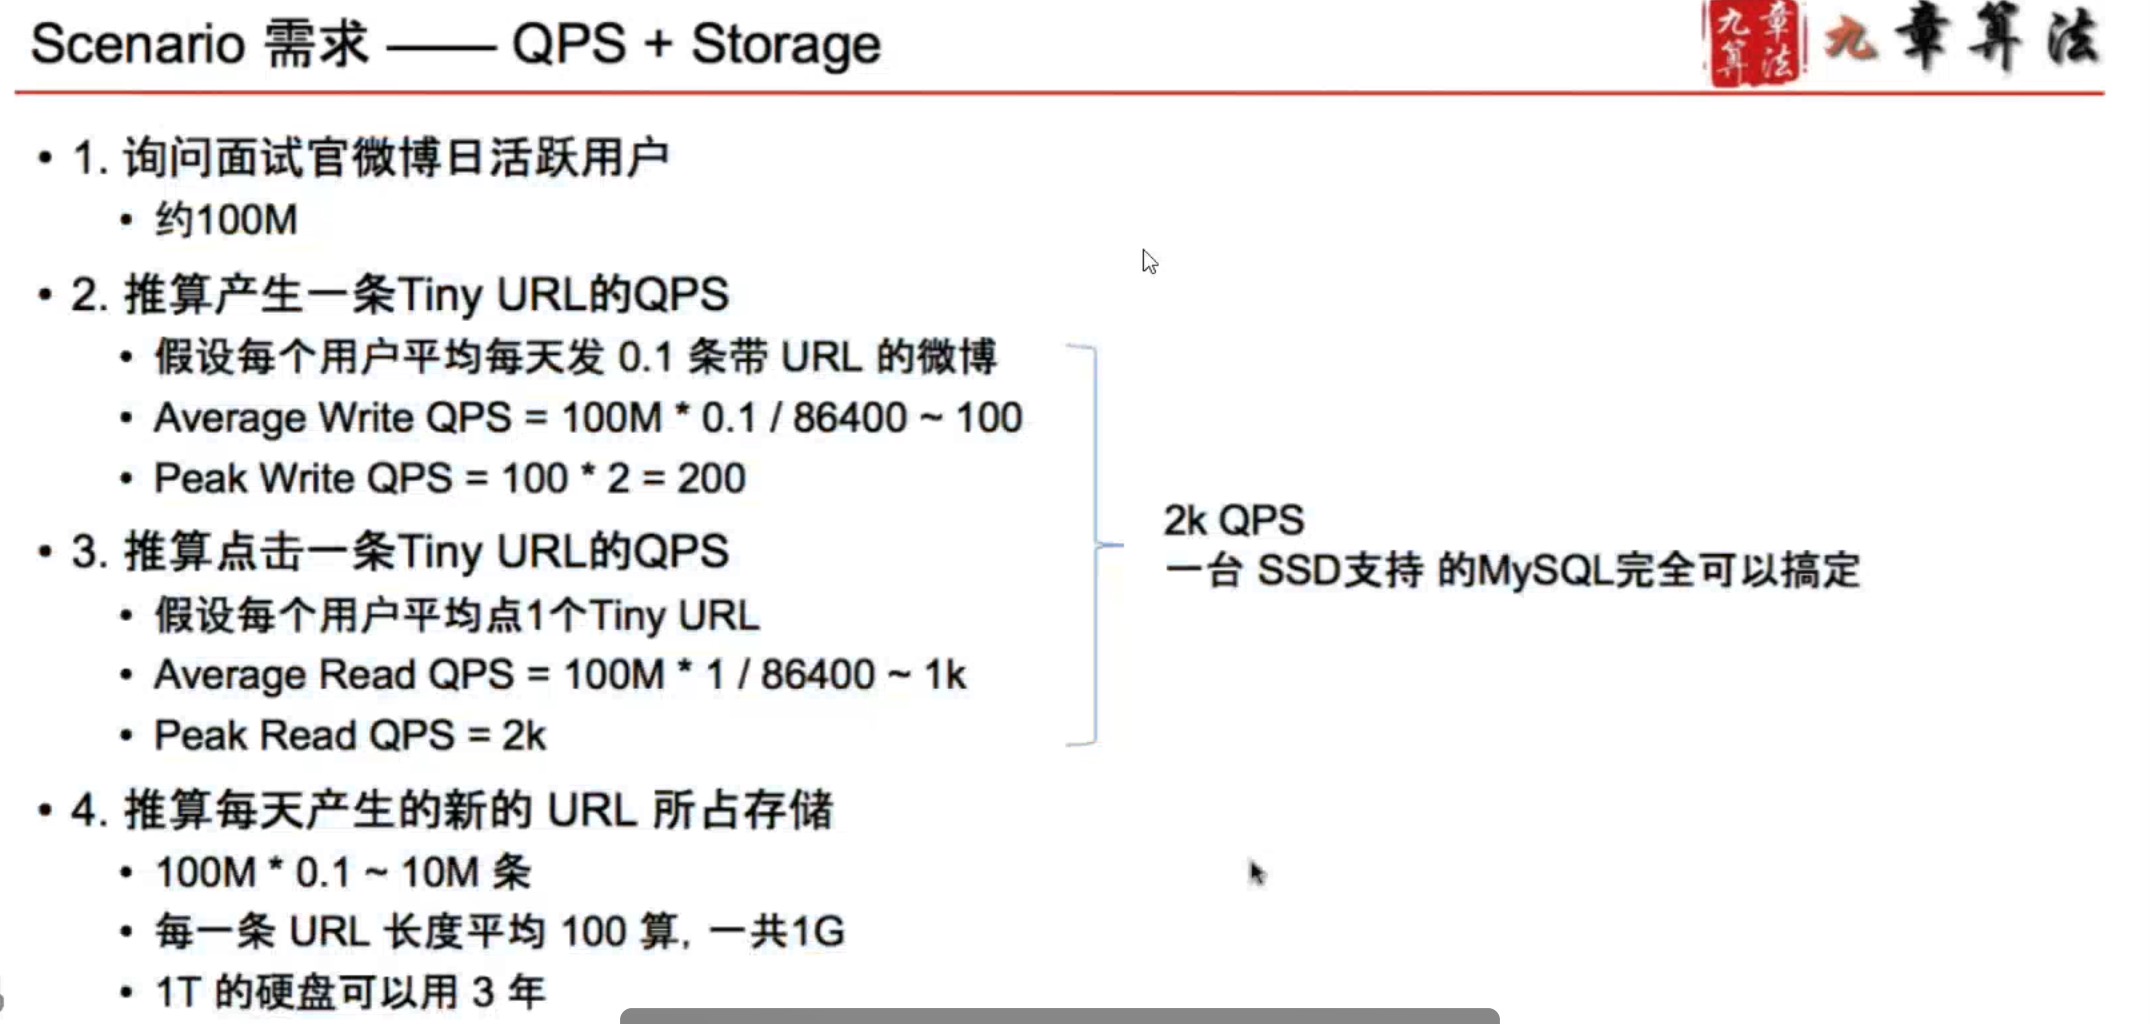 Scenario 需求 —— QPS + Storage
九章算法
九章算法
• 1. 询问面试官微博日活跃用户
• 约100M
• 2. 推算产生一条Tiny URL的QPS
• 假设每个用户平均每天发 0.1 条带 URL 的微博
• Average Write QPS = 100M * 0.1 / 86400 ~ 100
• Peak Write QPS = 100 * 2 = 200
• 3. 推算点击一条Tiny URL的QPS
• 假设每个用户平均点1个Tiny URL
• Average Read QPS = 100M * 1 / 86400 ~ 1k
• Peak Read QPS = 2k
2k QPS
一台 SSD支持 的MySQL完全可以搞定
• 4. 推算每天产生的新的 URL 所占存储
• 100M * 0.1 ~ 10M 条
• 每一条 URL 长度平均 100 算, 一共1G
• 1T 的硬盘可以用 3 年